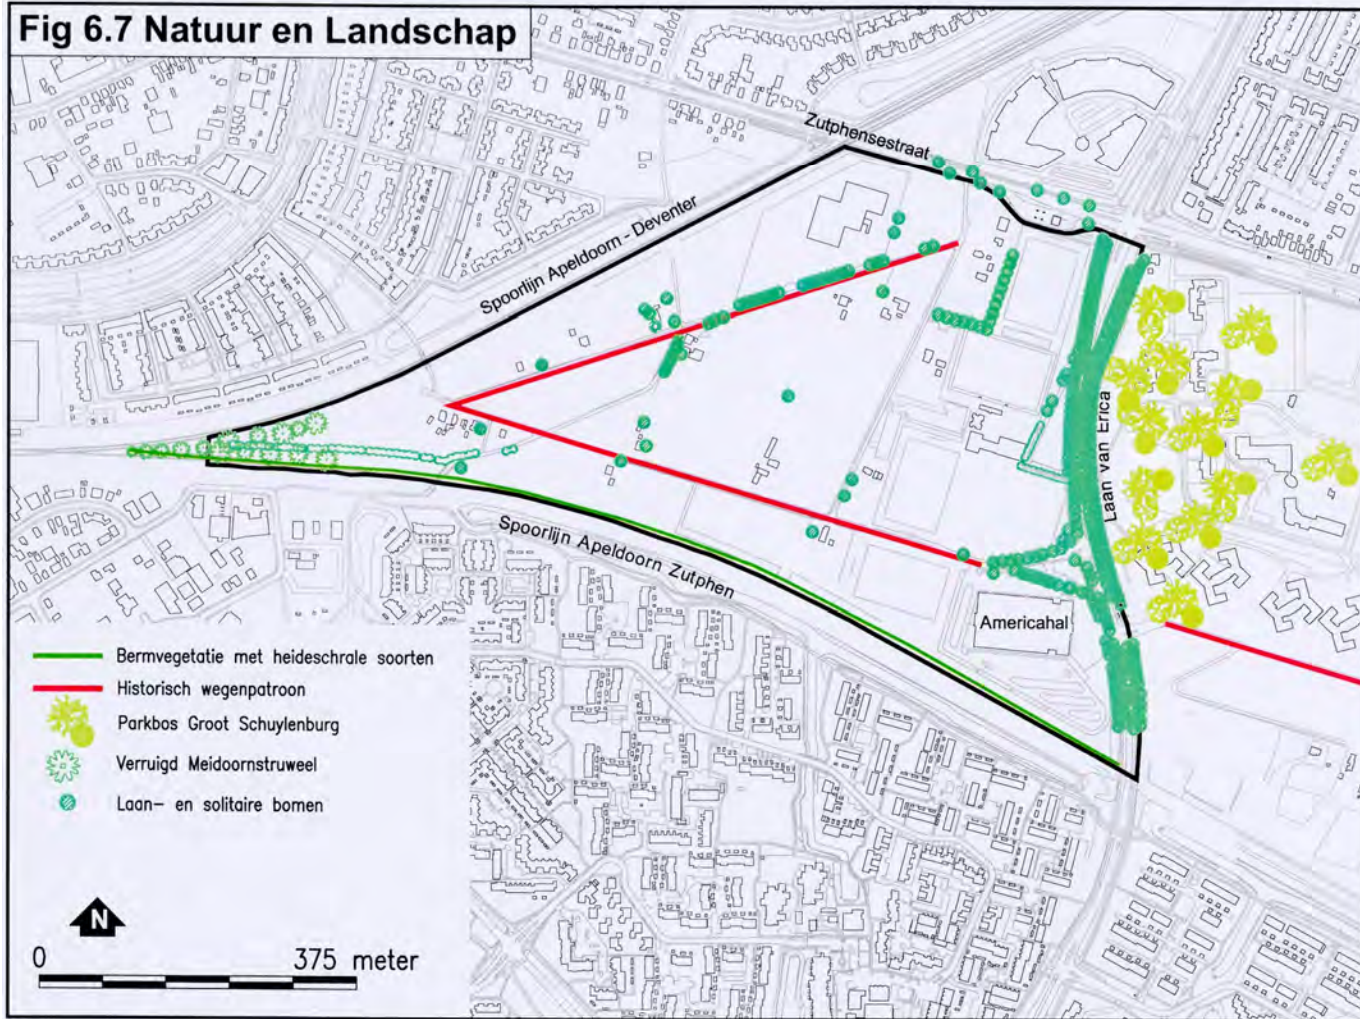 Fig 6.7 Natuur en Landschap
Zutphensestraat
Spoorlijn Apeldoorn - Deventer
Laan van Erica
Spoorlijn Apeldoorn Zutphen
Americahal
Bermvegetatie met heideschrale soorten
Historisch wegenpatroon
Parkbos Groot Schuylenburg
Verruigd Meidoornstruweel
Laan- en solitaire bomen
N
0 375 meter